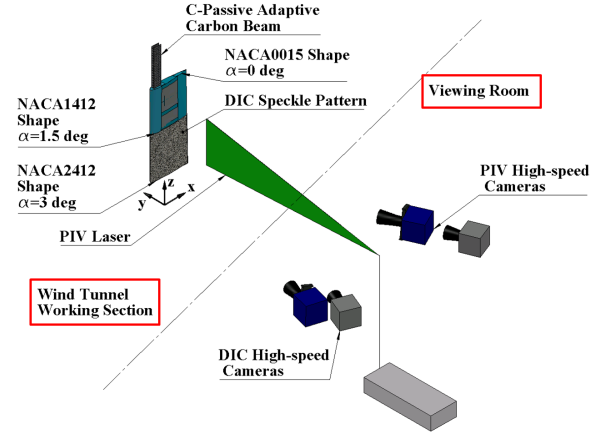 C-Passive Adaptive
Carbon Beam
NACA0015 Shape
α=0 deg
DIC Speckle Pattern
NACA1412
Shape
α=1.5 deg
NACA2412
Shape
α=3 deg
z
x
y
PIV Laser
Viewing Room
PIV High-speed
Cameras
Wind Tunnel
Working Section
DIC High-speed
Cameras